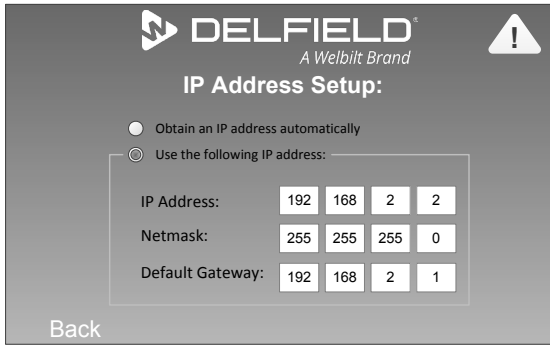 DELFIELD®
A Welbilt Brand
!
IP Address Setup:
Obtain an IP address automatically
Use the following IP address:
IP Address: 192 168 2 2
Netmask: 255 255 255 0
Default Gateway: 192 168 2 1
Back